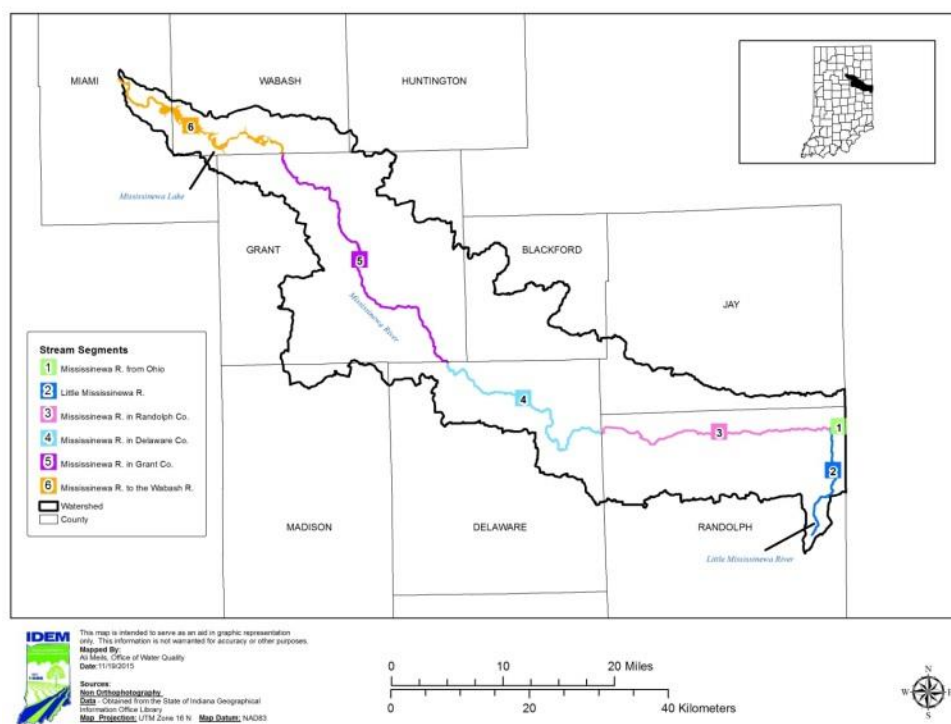 MIAMI
WABASH
HUNTINGTON
6
Mississinewa Lake
GRANT
5
BLACKFORD
JAY
Mississinewa River
Stream Segments
1 Mississinewa R. from Ohio
2 Little Mississinewa R.
3 Mississinewa R. in Randolph Co.
4 Mississinewa R. in Delaware Co.
5 Mississinewa R. in Grant Co.
6 Mississinewa R. to the Wabash R.
Watershed
County
4
3
1
2
MADISON
DELAWARE
RANDOLPH
Little Mississinewa River
IDEM
This map is intended to serve as an aid in graphic representation
only. This information is not warranted for accuracy or other purposes.
Mapped By:
Ali Meils, Office of Water Quality
Date:11/19/2015
Sources:
Non Orthophotography
Data - Obtained from the State of Indiana Geographical
Information Office Library
Map Projection: UTM Zone 16 N Map Datum: NAD83
0 10 20 Miles
0 20 40 Kilometers
N
W E
S